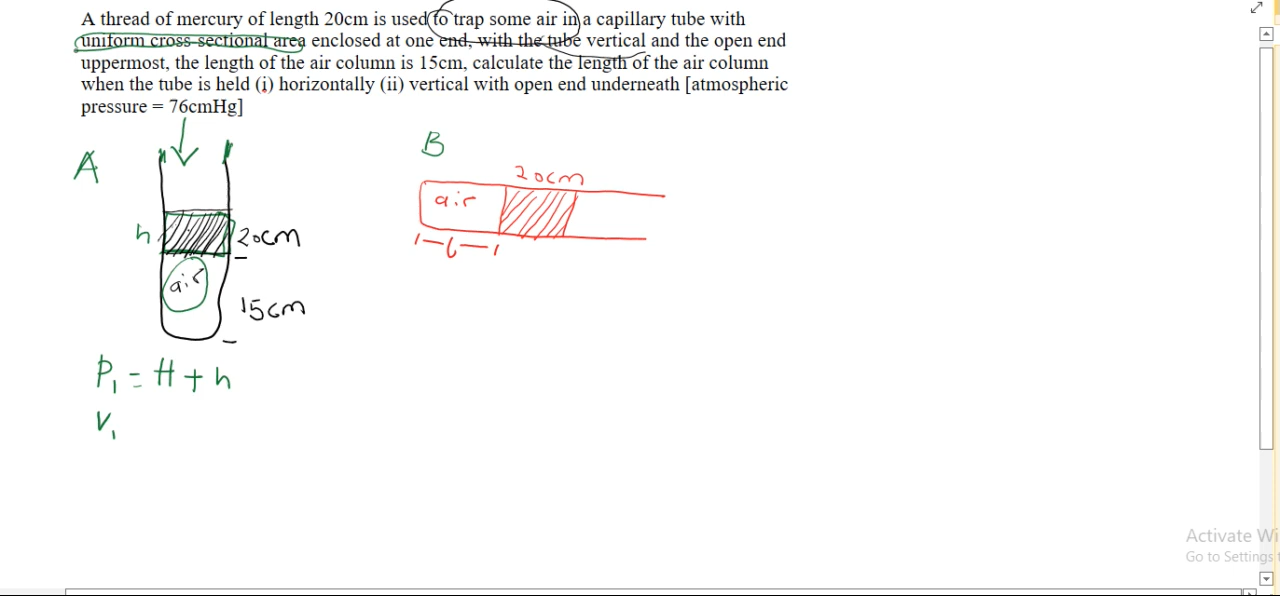 A thread of mercury of length 20cm is used to trap some air in a capillary tube with
uniform cross-sectional area enclosed at one end, with the tube vertical and the open end
uppermost, the length of the air column is 15cm, calculate the length of the air column
when the tube is held (i) horizontally (ii) vertical with open end underneath [atmospheric
pressure = 76cmHg]
A
h
20cm
air
15cm
P₁ = H + h
V₁
B
20cm
air
l
Activate Wi
Go to Settings t